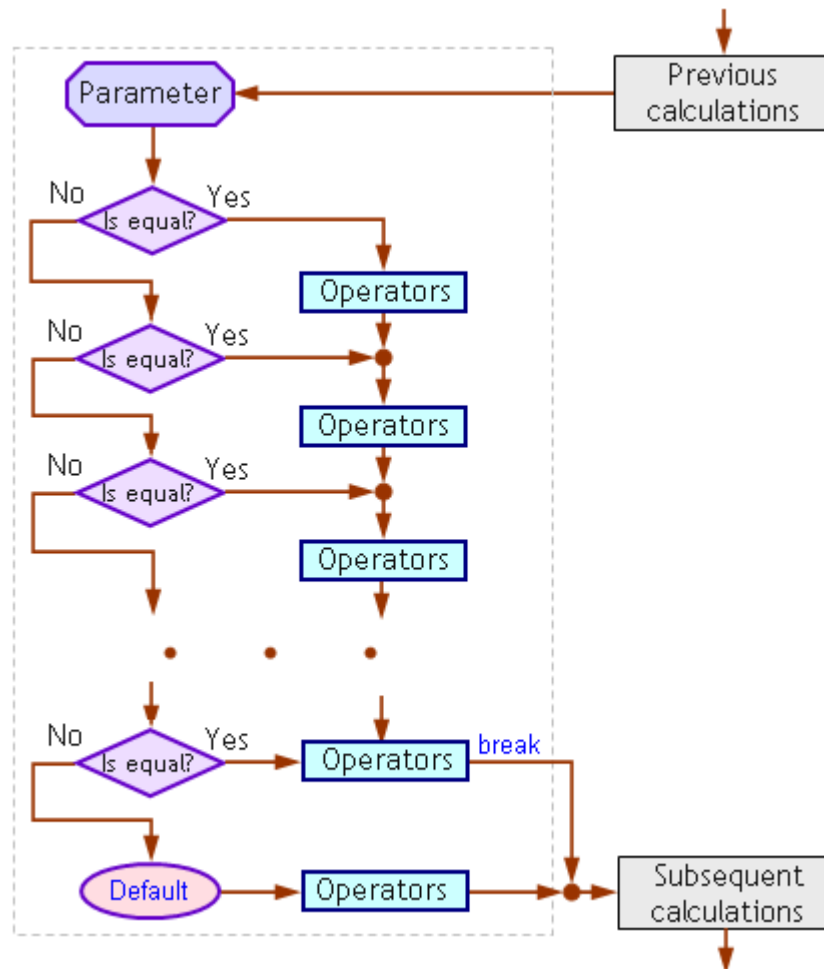 Previous
calculations
Parameter
No
Yes
Is equal?
Operators
No
Yes
Is equal?
Operators
No
Yes
Is equal?
Operators
No
Yes
Is equal?
Operators
break
Default
Operators
Subsequent
calculations